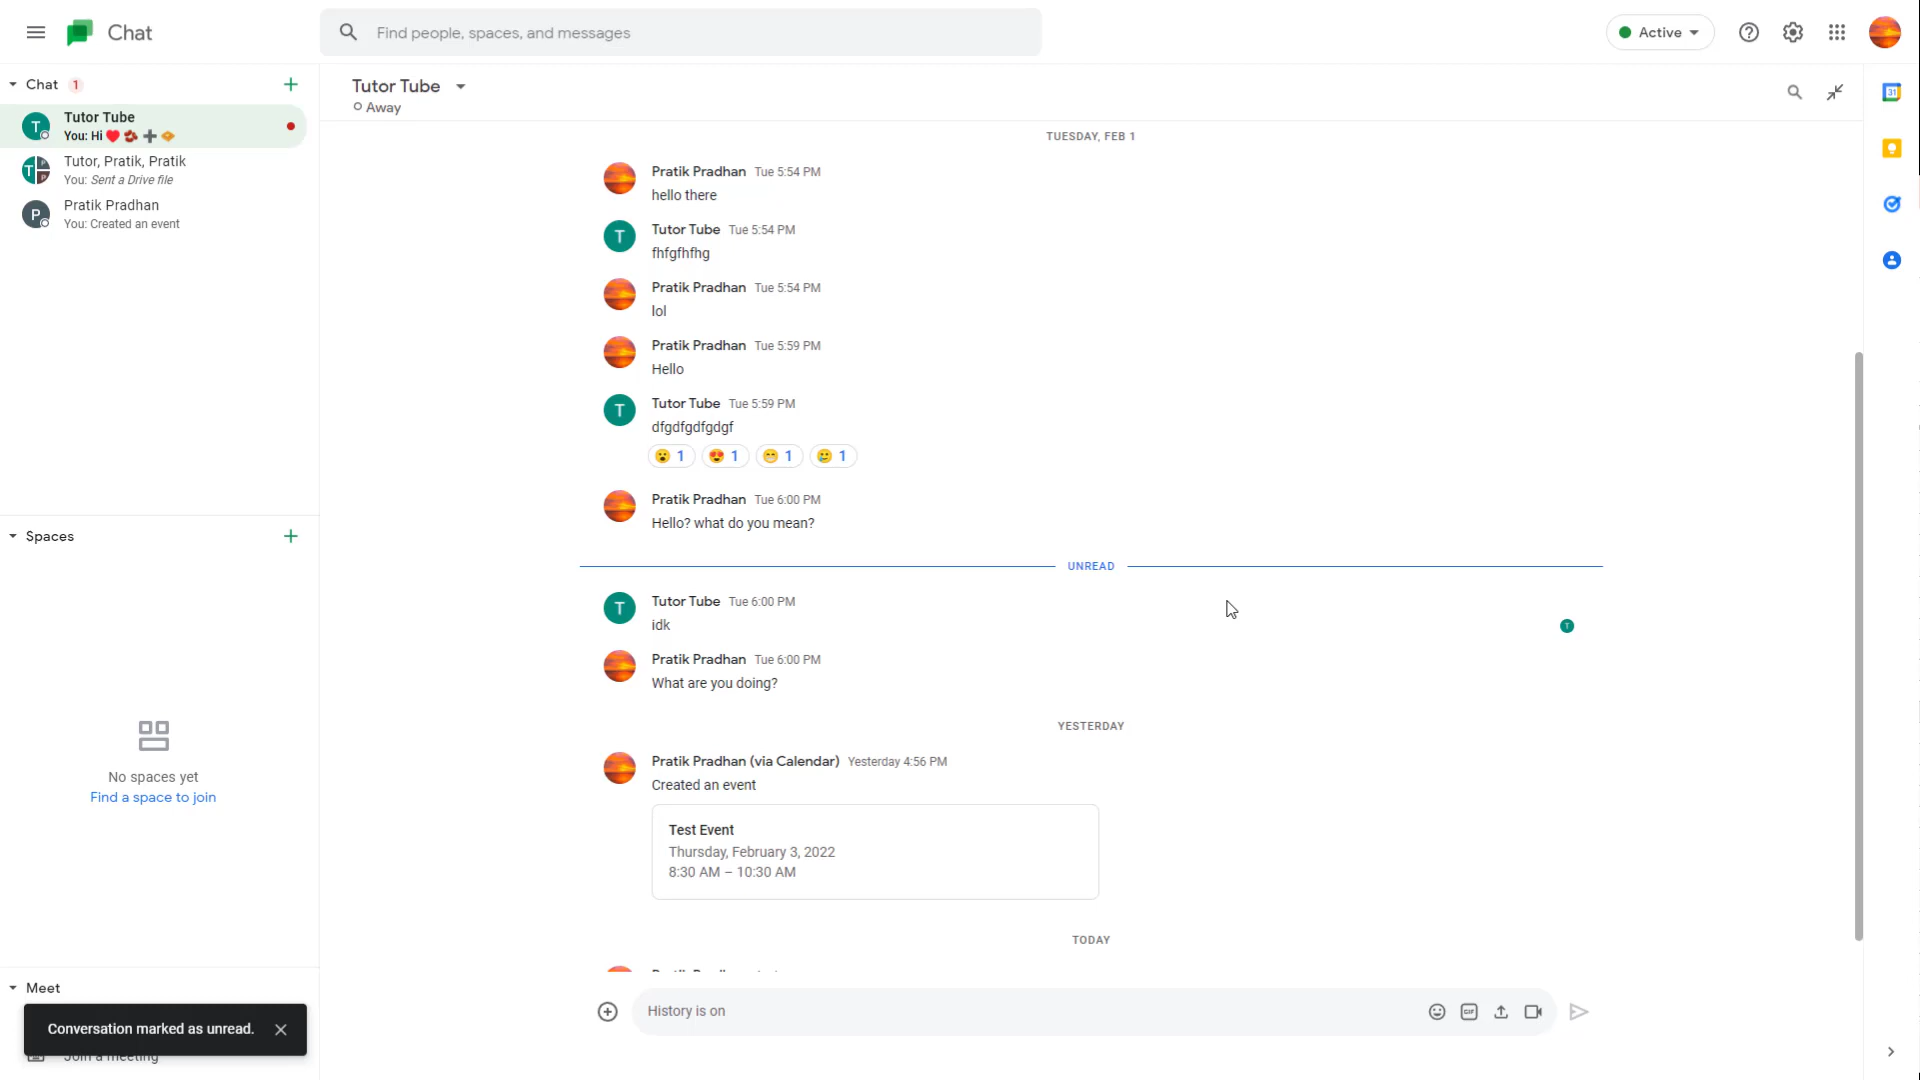 Chat
Find people, spaces, and messages
Active
Chat 1
Tutor Tube
You: Hi ❤️
Tutor, Pratik, Pratik
You: Sent a Drive file
Pratik Pradhan
You: Created an event
Spaces
No spaces yet
Find a space to join
Meet
Conversation marked as unread.
Join a meeting
Tutor Tube
Away
TUESDAY, FEB 1
Pratik Pradhan Tue 5:54 PM
hello there
T
Tutor Tube Tue 5:54 PM
fhfgfhfhg
Pratik Pradhan Tue 5:54 PM
lol
Pratik Pradhan Tue 5:59 PM
Hello
T
Tutor Tube Tue 5:59 PM
dfgdfgdfgdgf
😮 1 😍 1 😁 1 🥲 1
Pratik Pradhan Tue 6:00 PM
Hello? what do you mean?
UNREAD
T
Tutor Tube Tue 6:00 PM
idk
Pratik Pradhan Tue 6:00 PM
What are you doing?
YESTERDAY
Pratik Pradhan (via Calendar) Yesterday 4:56 PM
Created an event
Test Event
Thursday, February 3, 2022
8:30 AM – 10:30 AM
TODAY
History is on
GIF
31